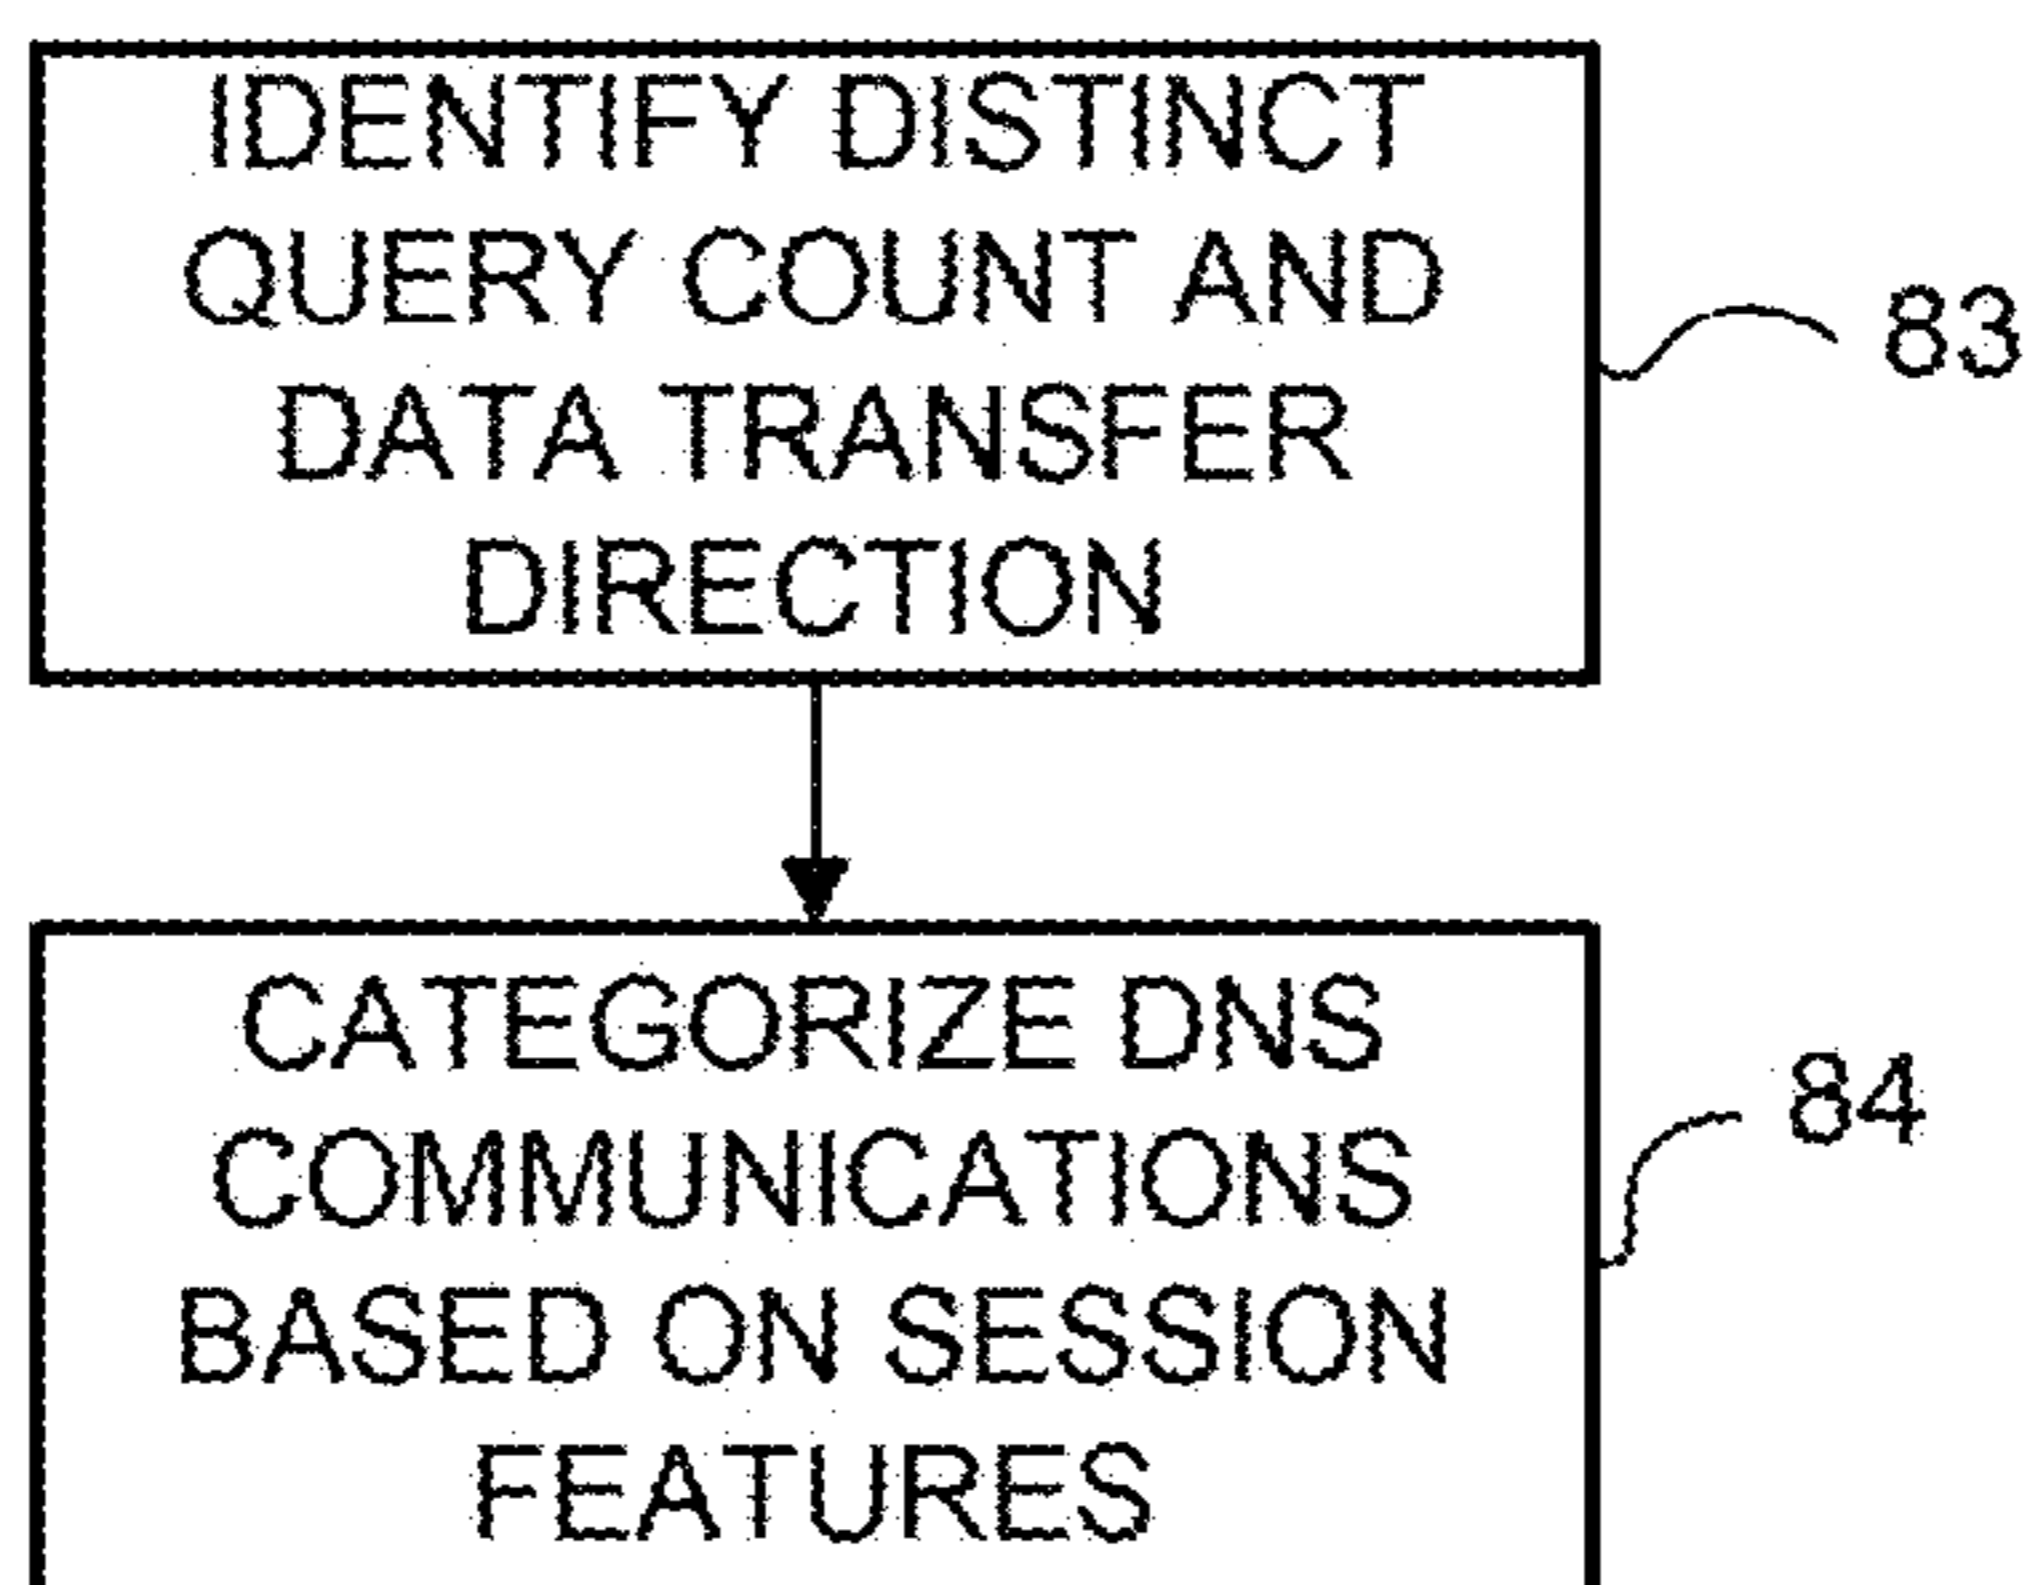 IDENTIFY DISTINCT
QUERY COUNT AND
DATA TRANSFER
DIRECTION
83
CATEGORIZE DNS
COMMUNICATIONS
BASED ON SESSION
FEATURES
84